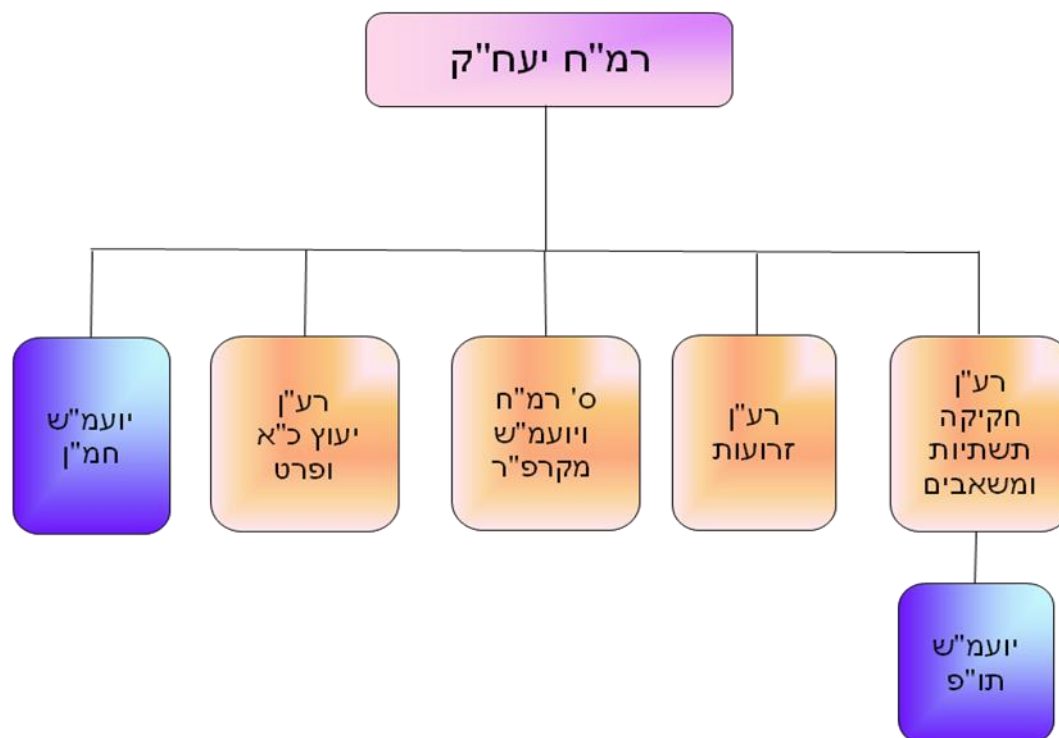 רמ"ח יעח"ק
רע"ן
חקיקה
תשתיות
ומשאבים
רע"ן
זרועות
ס' רמ"ח
ויועמ"ש
מקרפ"ר
רע"ן
יעוץ כ"א
ופרט
יועמ"ש
חמ"ן
יועמ"ש
תו"פ